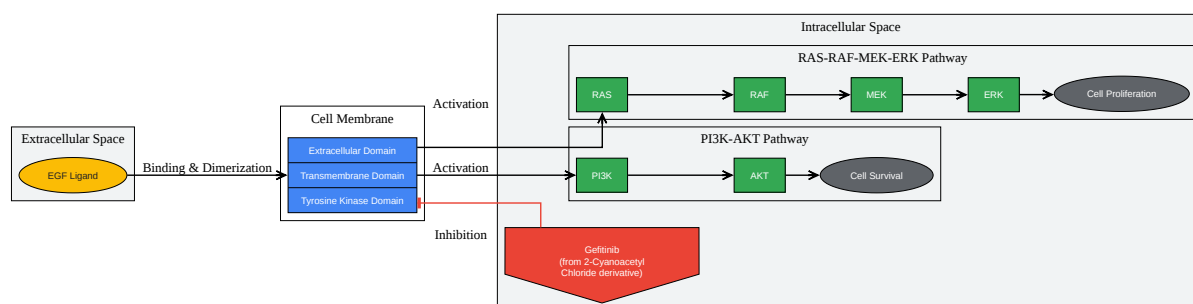 Intracellular Space
RAS-RAF-MEK-ERK Pathway
RAS
RAF
MEK
ERK
Cell Proliferation
Activation
Cell Membrane
Extracellular Space
PI3K-AKT Pathway
Extracellular Domain
EGF Ligand
Binding & Dimerization
Transmembrane Domain
Activation
PI3K
AKT
Cell Survival
Tyrosine Kinase Domain
Inhibition
Gefitinib
(from 2-Cyanoacetyl
Chloride derivative)